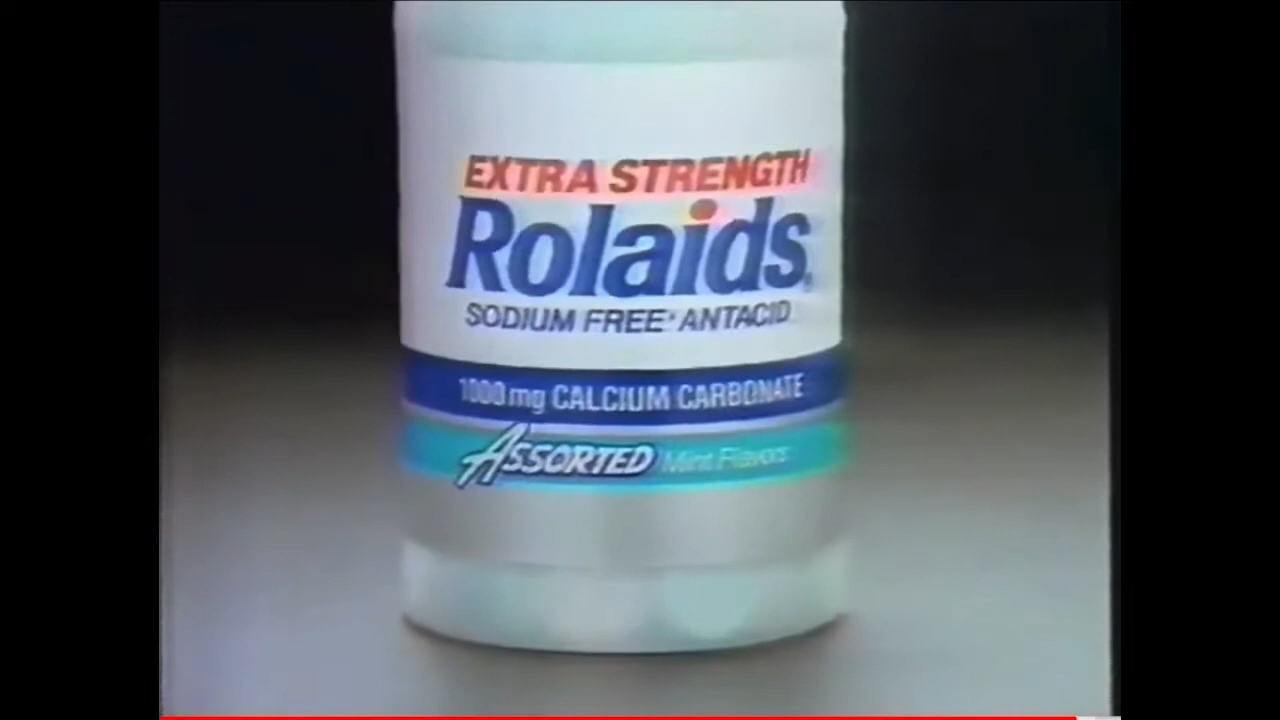 EXTRA STRENGTH
Rolaids®
SODIUM FREE* ANTACID
1000 mg CALCIUM CARBONATE
ASSORTED Mint Flavors